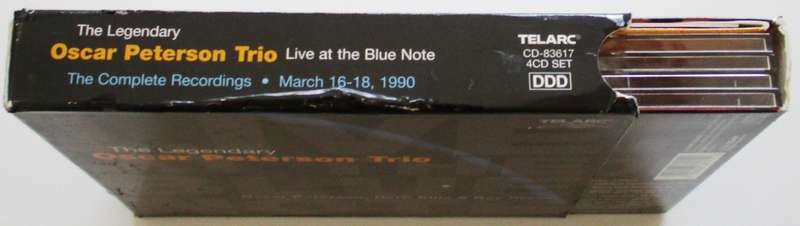 The Legendary
Oscar Peterson Trio Live at the Blue Note
The Complete Recordings • March 16-18, 1990
TELARC
CD-83617
4CD SET
DDD
TELARC
The Legendary
Oscar Peterson Trio